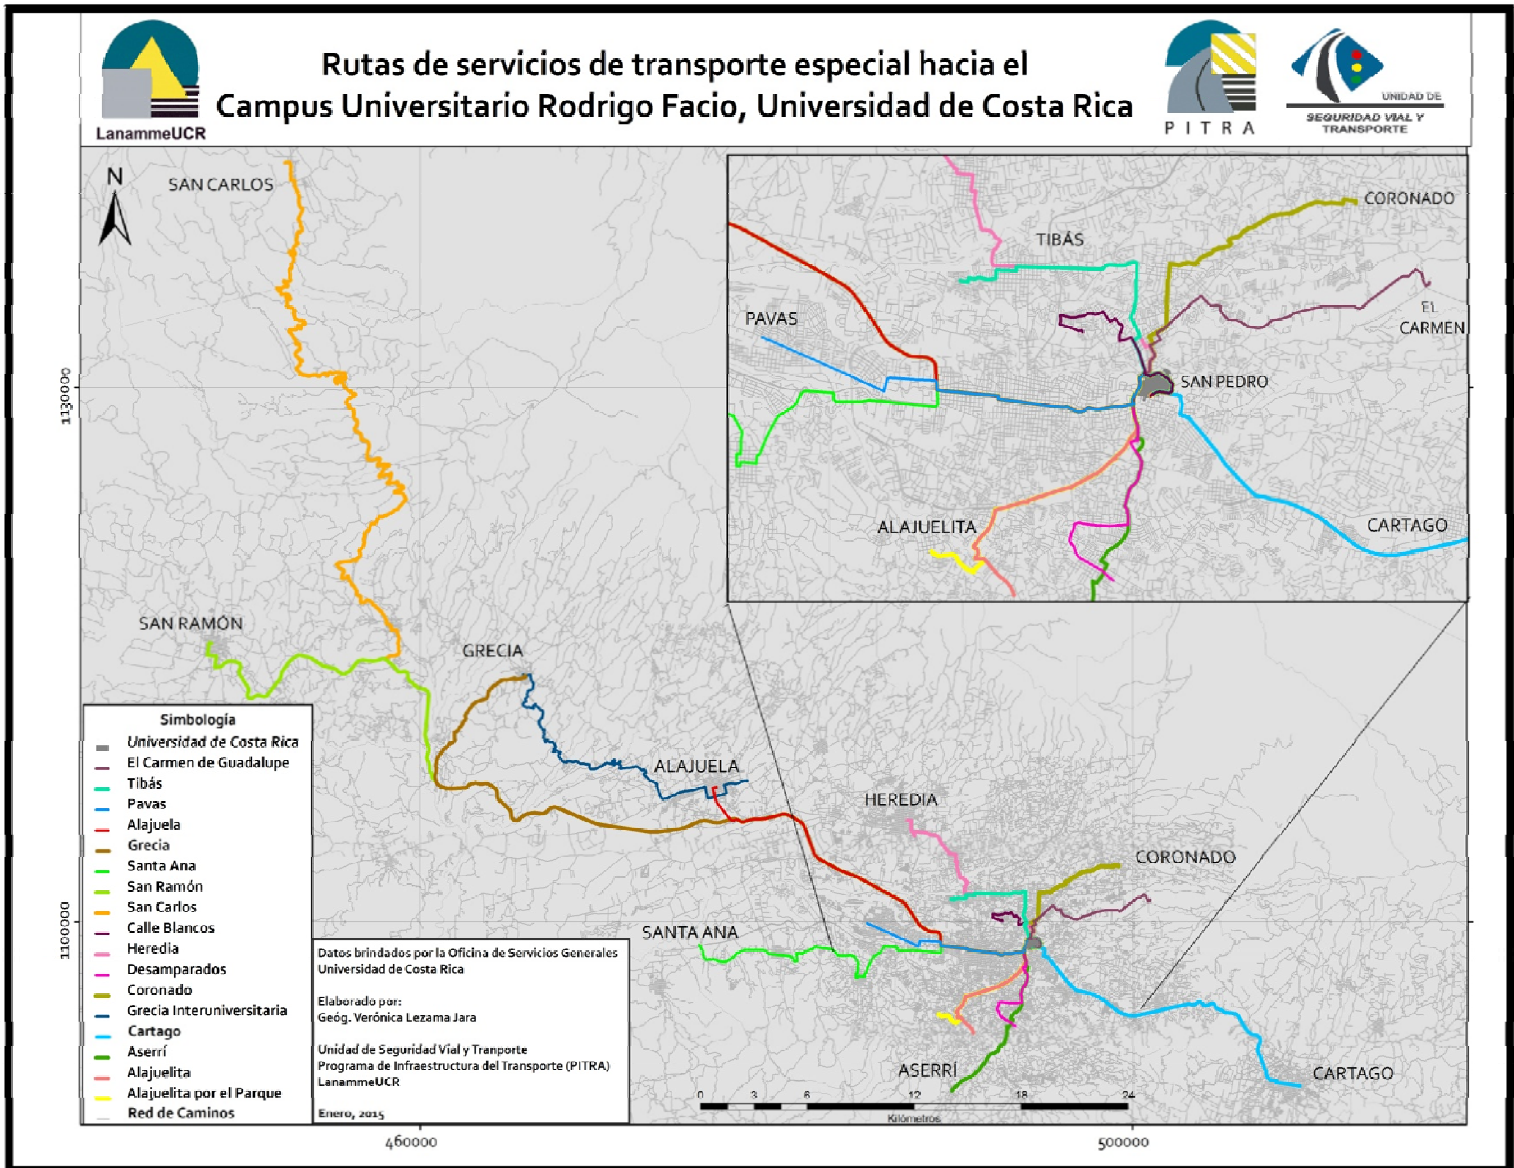 Rutas de servicios de transporte especial hacia el
Campus Universitario Rodrigo Facio, Universidad de Costa Rica
LanammeUCR
PITRA
UNIDAD DE
SEGURIDAD VIAL Y
TRANSPORTE
N
SAN CARLOS
CORONADO
TIBÁS
EL
CARMEN
PAVAS
SAN PEDRO
ALAJUELITA
CARTAGO
1130000
SAN RAMÓN
GRECIA
ALAJUELA
HEREDIA
CORONADO
SANTA ANA
1100000
ASERRÍ
CARTAGO
Simbología
Universidad de Costa Rica
El Carmen de Guadalupe
Tibás
Pavas
Alajuela
Grecia
Santa Ana
San Ramón
San Carlos
Calle Blancos
Heredia
Desamparados
Coronado
Grecia Interuniversitaria
Cartago
Aserrí
Alajuelita
Alajuelita por el Parque
Red de Caminos
Datos brindados por la Oficina de Servicios Generales
Universidad de Costa Rica
Elaborado por:
Geóg. Verónica Lezama Jara
Unidad de Seguridad Vial y Tranporte
Programa de Infraestructura del Transporte (PITRA)
LanammeUCR
Enero, 2015
0 3 6 12 18 24
Kilómetros
460000
500000